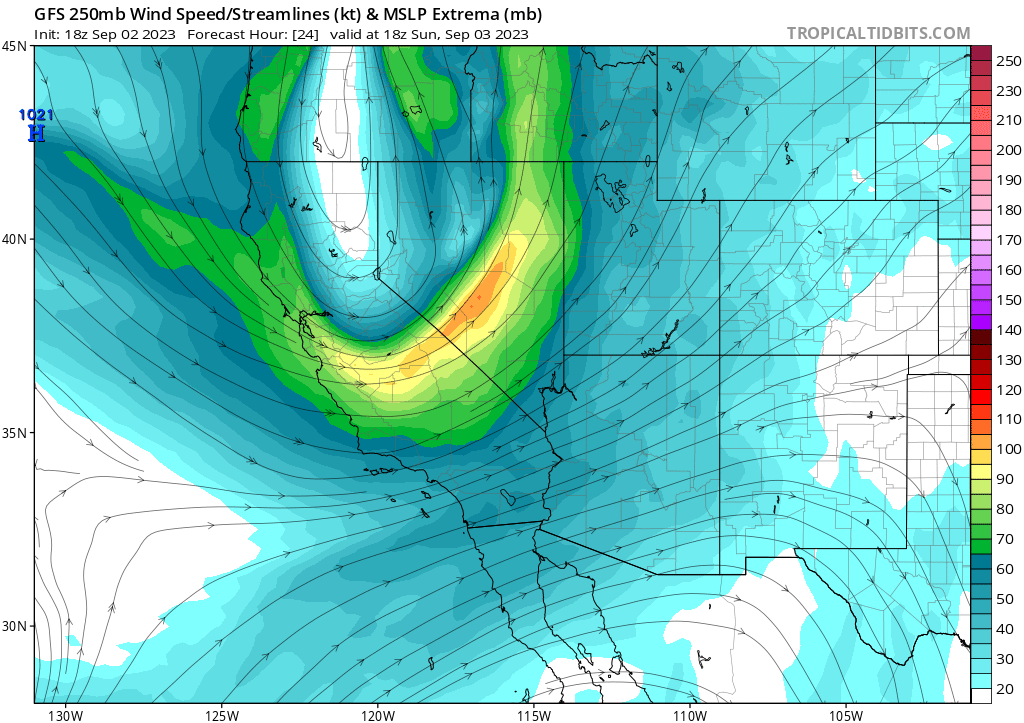 GFS 250mb Wind Speed/Streamlines (kt) & MSLP Extrema (mb)
Init: 18z Sep 02 2023 Forecast Hour: [24] valid at 18z Sun, Sep 03 2023
TROPICALTIDBITS.COM
45N
40N
35N
30N
1021
H
130W
125W
120W
115W
110W
105W
250
230
210
200
190
180
170
160
150
140
130
120
110
100
90
80
70
60
50
40
30
20